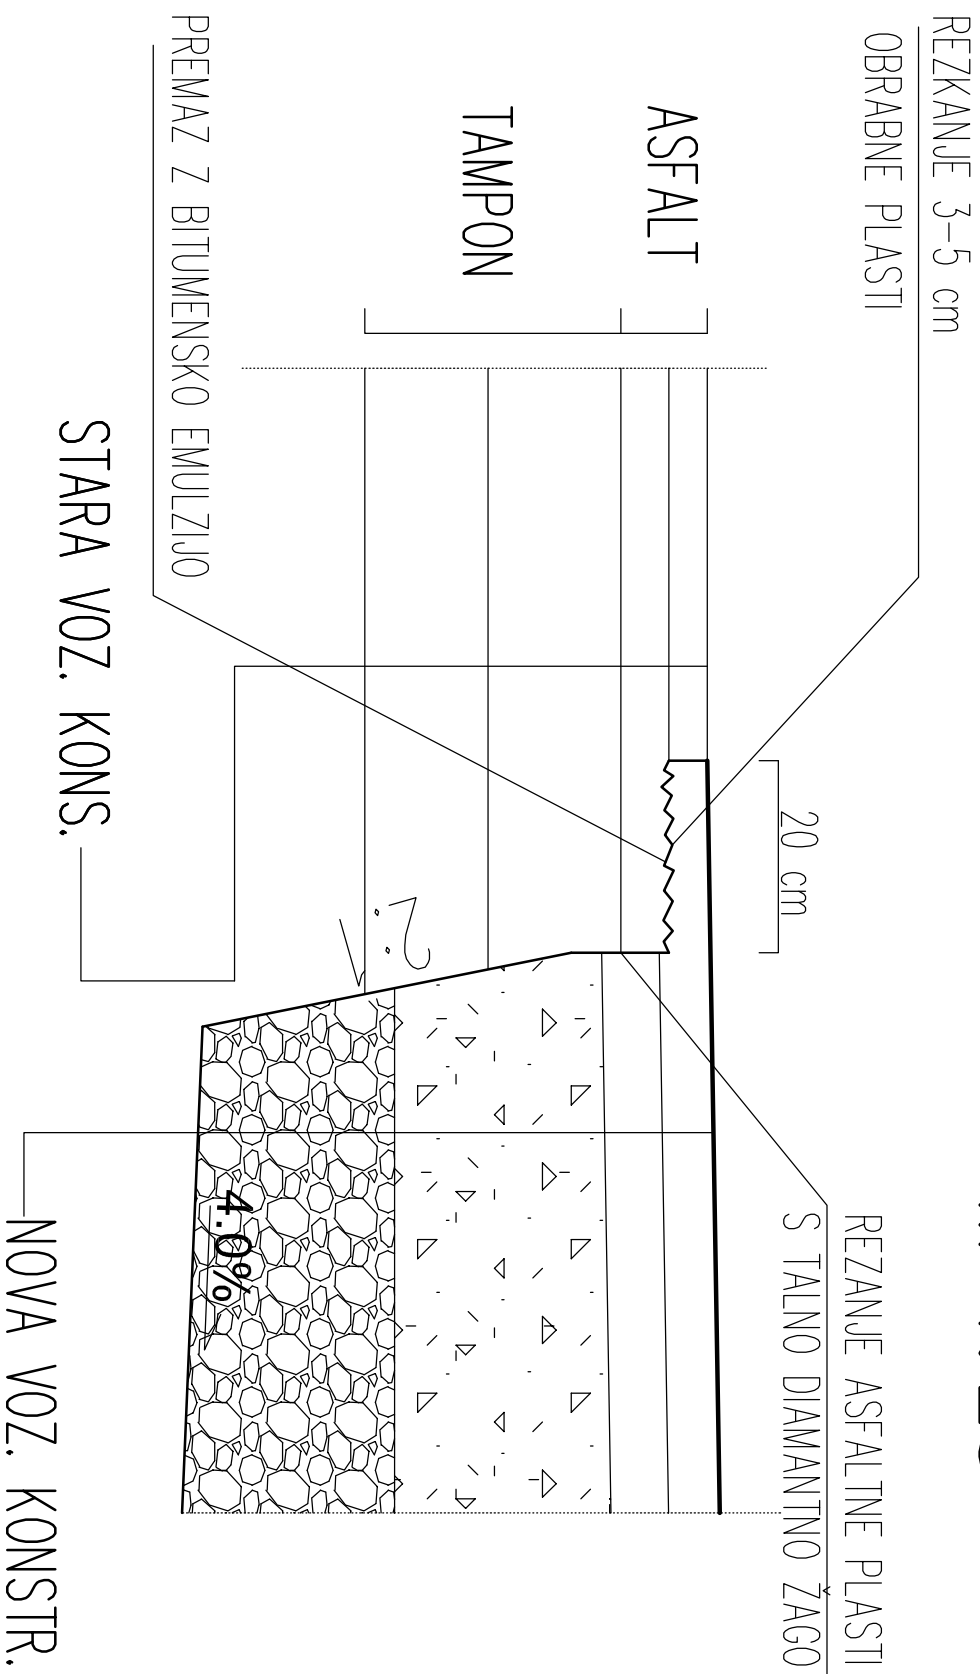 REZKANJE 3-5 cm
OBRABNE PLASTI
REZANJE ASFALTNE PLASTI
S TALNO DIAMANTNO ŽAGO
20 cm
ASFALT
TAMPON
2:1
4.0%
PREMAZ Z BITUMENSKO EMULZIJO
STARA VOZ. KONS.
NOVA VOZ. KONSTR.